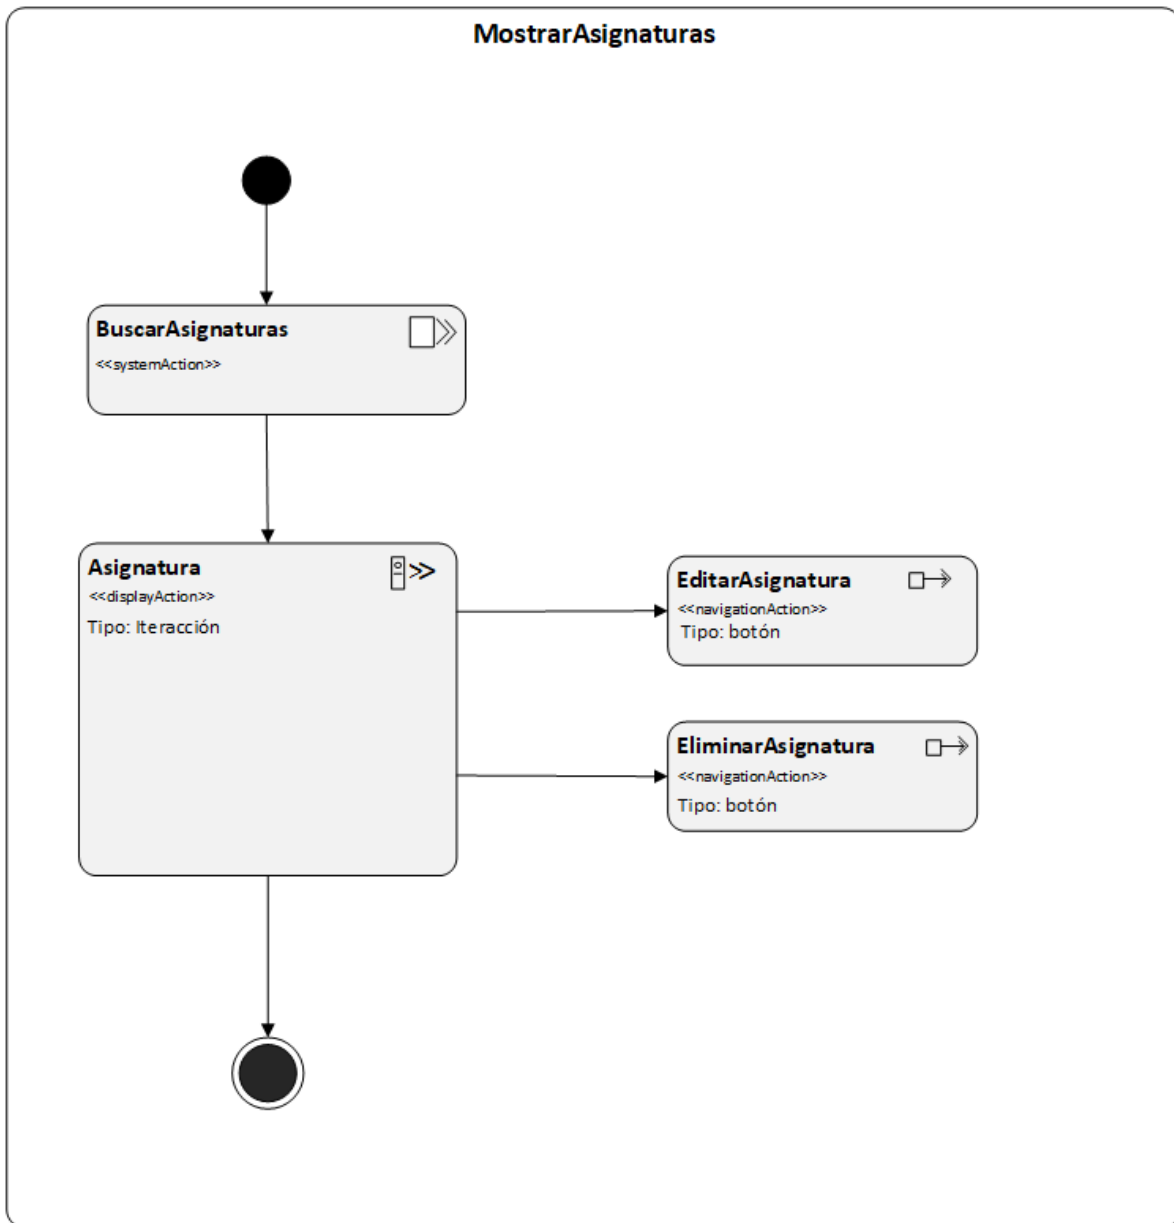 MostrarAsignaturas
BuscarAsignaturas
<<systemAction>>
Asignatura
<<displayAction>>
Tipo: Iteracción
EditarAsignatura
<<navigationAction>>
Tipo: botón
EliminarAsignatura
<<navigationAction>>
Tipo: botón